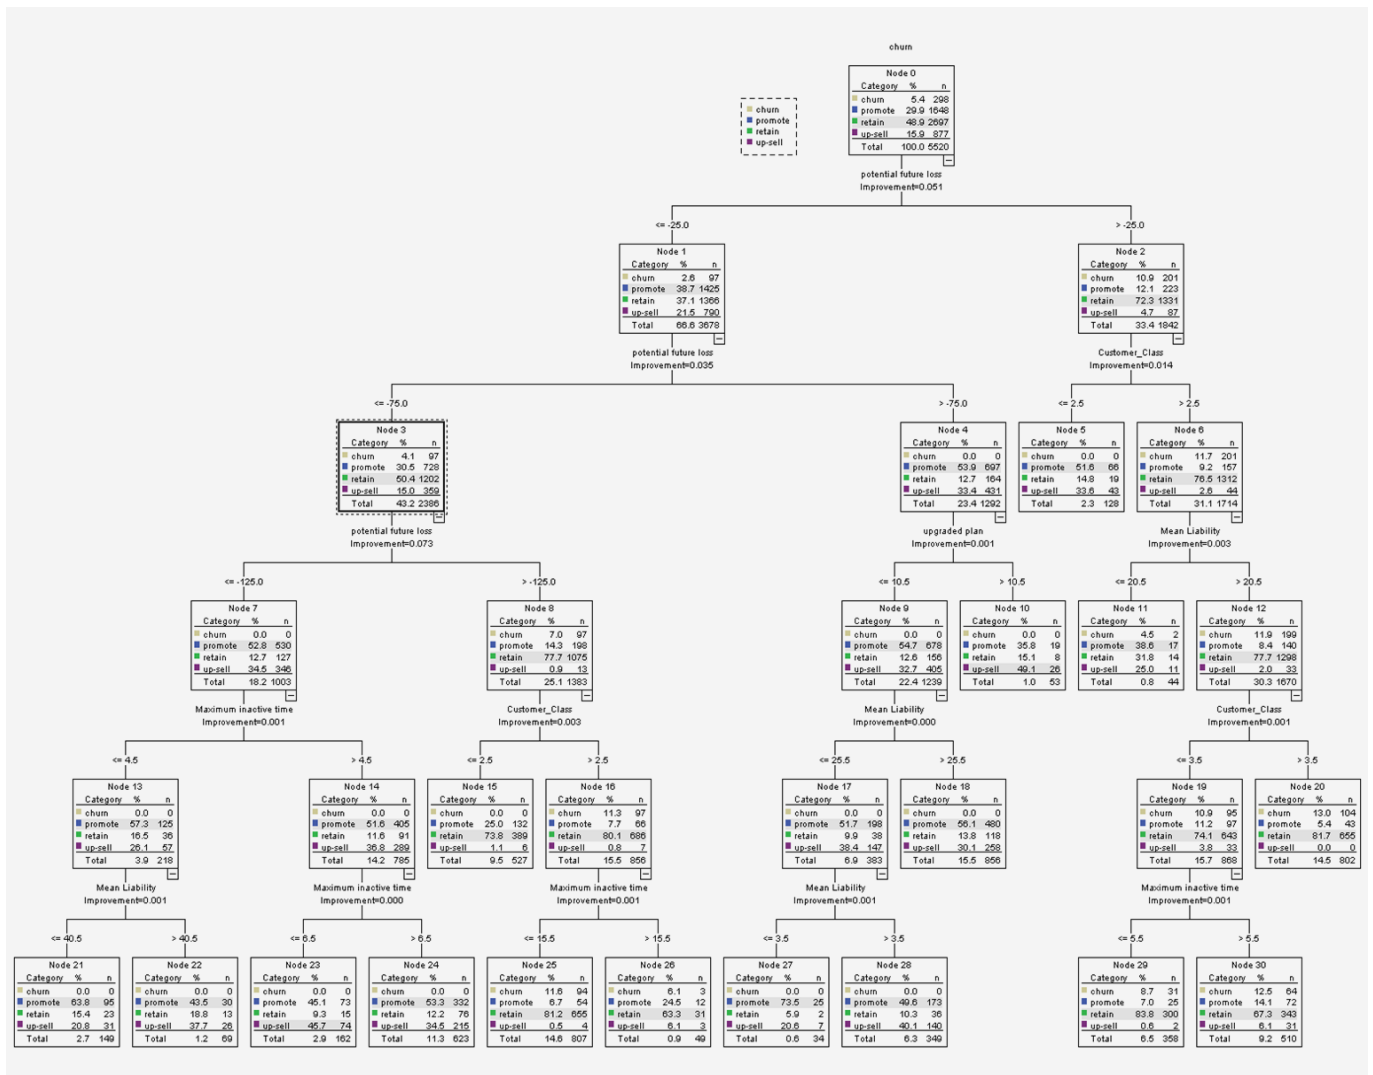 churn
Node 0
Category % n
churn 5.4 298
promote 29.9 1648
retain 48.9 2697
up-sell 15.9 877
Total 100.0 5520
churn
promote
retain
up-sell
potential future loss
Improvement=0.051
<= -25.0
> -25.0
Node 1
Category % n
churn 2.6 97
promote 38.7 1425
retain 37.1 1366
up-sell 21.5 790
Total 66.6 3678
Node 2
Category % n
churn 10.9 201
promote 12.1 223
retain 72.3 1331
up-sell 4.7 87
Total 33.4 1842
potential future loss
Improvement=0.035
Customer_Class
Improvement=0.014
<= -75.0
> -75.0
<= 2.5
> 2.5
Node 3
Category % n
churn 4.1 97
promote 30.5 728
retain 50.4 1202
up-sell 15.0 359
Total 43.2 2386
Node 4
Category % n
churn 0.0 0
promote 53.9 697
retain 12.7 164
up-sell 33.4 431
Total 23.4 1292
Node 5
Category % n
churn 0.0 0
promote 51.6 66
retain 14.8 19
up-sell 33.6 43
Total 2.3 128
Node 6
Category % n
churn 11.7 201
promote 9.2 157
retain 76.5 1312
up-sell 2.6 44
Total 31.1 1714
potential future loss
Improvement=0.073
upgraded plan
Improvement=0.001
Mean Liability
Improvement=0.003
<= -125.0
> -125.0
<= 10.5
> 10.5
<= 20.5
> 20.5
Node 7
Category % n
churn 0.0 0
promote 52.8 530
retain 12.7 127
up-sell 34.5 346
Total 18.2 1003
Node 8
Category % n
churn 7.0 97
promote 14.3 198
retain 77.7 1075
up-sell 0.9 13
Total 25.1 1383
Node 9
Category % n
churn 0.0 0
promote 54.7 678
retain 12.6 156
up-sell 32.7 405
Total 22.4 1239
Node 10
Category % n
churn 0.0 0
promote 35.8 19
retain 15.1 8
up-sell 49.1 26
Total 1.0 53
Node 11
Category % n
churn 4.5 2
promote 38.6 17
retain 31.8 14
up-sell 25.0 11
Total 0.8 44
Node 12
Category % n
churn 11.9 199
promote 8.4 140
retain 77.7 1298
up-sell 2.0 33
Total 30.3 1670
Maximum inactive time
Improvement=0.001
Customer_Class
Improvement=0.003
Mean Liability
Improvement=0.000
Customer_Class
Improvement=0.001
<= 4.5
> 4.5
<= 2.5
> 2.5
<= 25.5
> 25.5
<= 3.5
> 3.5
Node 13
Category % n
churn 0.0 0
promote 57.3 125
retain 16.5 36
up-sell 26.1 57
Total 3.9 218
Node 14
Category % n
churn 0.0 0
promote 51.6 405
retain 11.6 91
up-sell 36.8 289
Total 14.2 785
Node 15
Category % n
churn 0.0 0
promote 25.0 132
retain 73.8 389
up-sell 1.1 6
Total 9.5 527
Node 16
Category % n
churn 11.3 97
promote 7.7 66
retain 80.1 686
up-sell 0.8 7
Total 15.5 856
Node 17
Category % n
churn 0.0 0
promote 51.7 198
retain 9.9 38
up-sell 38.4 147
Total 6.9 383
Node 18
Category % n
churn 0.0 0
promote 56.1 480
retain 13.8 118
up-sell 30.1 258
Total 15.5 856
Node 19
Category % n
churn 10.9 95
promote 11.2 97
retain 74.1 643
up-sell 3.8 33
Total 15.7 868
Node 20
Category % n
churn 13.0 104
promote 5.4 43
retain 81.7 655
up-sell 0.0 0
Total 14.5 802
Mean Liability
Improvement=0.001
Maximum inactive time
Improvement=0.000
Maximum inactive time
Improvement=0.001
Mean Liability
Improvement=0.001
Maximum inactive time
Improvement=0.001
<= 40.5
> 40.5
<= 6.5
> 6.5
<= 15.5
> 15.5
<= 3.5
> 3.5
<= 5.5
> 5.5
Node 21
Category % n
churn 0.0 0
promote 63.8 95
retain 15.4 23
up-sell 20.8 31
Total 2.7 149
Node 22
Category % n
churn 0.0 0
promote 43.5 30
retain 18.8 13
up-sell 37.7 26
Total 1.2 69
Node 23
Category % n
churn 0.0 0
promote 45.1 73
retain 9.3 15
up-sell 45.7 74
Total 2.9 162
Node 24
Category % n
churn 0.0 0
promote 53.3 332
retain 12.2 76
up-sell 34.5 215
Total 11.3 623
Node 25
Category % n
churn 11.6 94
promote 6.7 54
retain 81.2 655
up-sell 0.5 4
Total 14.6 807
Node 26
Category % n
churn 6.1 3
promote 24.5 12
retain 63.3 31
up-sell 6.1 3
Total 0.9 49
Node 27
Category % n
churn 0.0 0
promote 73.5 25
retain 5.9 2
up-sell 20.6 7
Total 0.6 34
Node 28
Category % n
churn 0.0 0
promote 49.6 173
retain 10.3 36
up-sell 40.1 140
Total 6.3 349
Node 29
Category % n
churn 8.7 31
promote 7.0 25
retain 83.8 300
up-sell 0.6 2
Total 6.5 358
Node 30
Category % n
churn 12.5 64
promote 14.1 72
retain 67.3 343
up-sell 6.1 31
Total 9.2 510